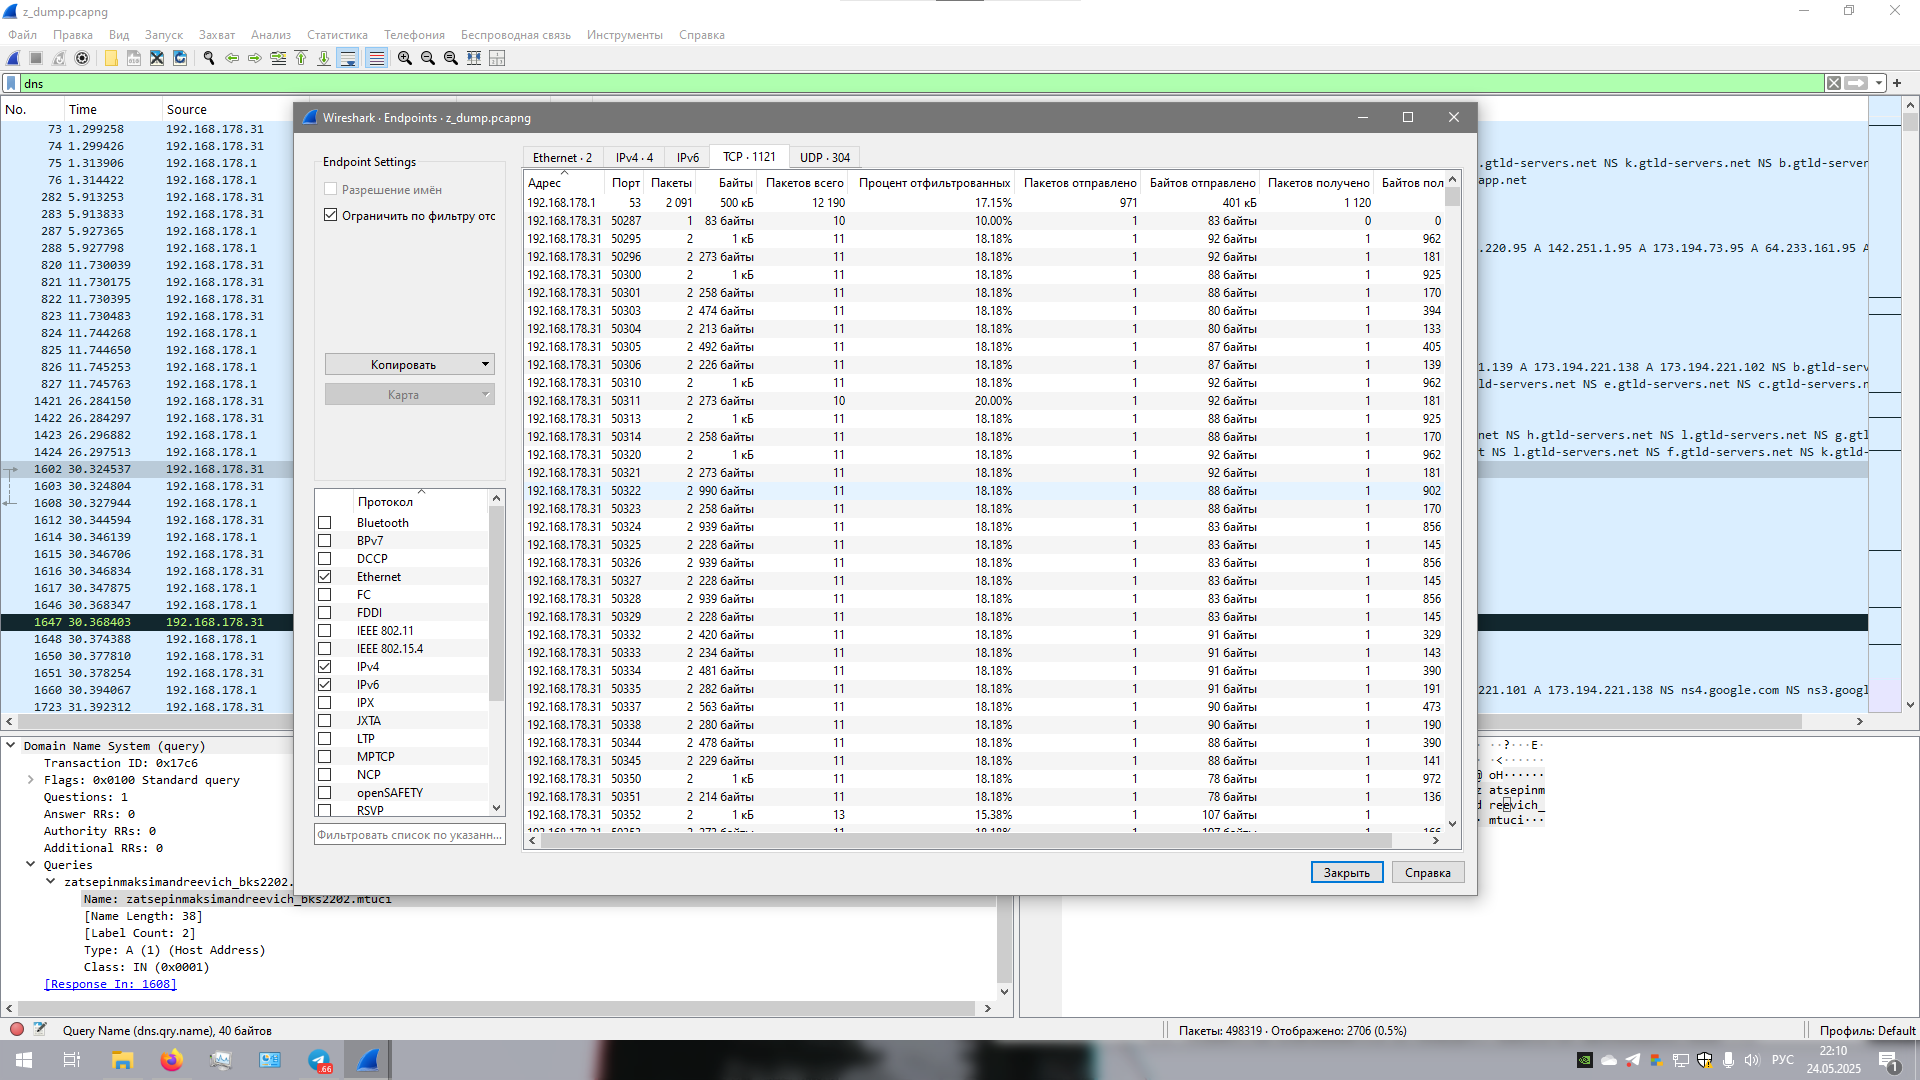 z_dump.pcapng
Файл Правка Вид Запуск Захват Анализ Статистика Телефония Беспроводная связь Инструменты Справка
dns
No. Time Source
73 1.299258 192.168.178.31
74 1.299426 192.168.178.31
75 1.313906 192.168.178.1 .gtld-servers.net NS k.gtld-servers.net NS b.gtld-server
76 1.314422 192.168.178.1 app.net
282 5.913253 192.168.178.31
283 5.913833 192.168.178.31
287 5.927365 192.168.178.1
288 5.927798 192.168.178.1 .220.95 A 142.251.1.95 A 173.194.73.95 A 64.233.161.95 A
820 11.730039 192.168.178.31
821 11.730175 192.168.178.31
822 11.730395 192.168.178.31
823 11.730483 192.168.178.31
824 11.744268 192.168.178.1
825 11.744650 192.168.178.1
826 11.745253 192.168.178.1 1.139 A 173.194.221.138 A 173.194.221.102 NS b.gtld-serv
827 11.745763 192.168.178.1 ld-servers.net NS e.gtld-servers.net NS c.gtld-servers.n
1421 26.284150 192.168.178.31
1422 26.284297 192.168.178.31
1423 26.296882 192.168.178.1 net NS h.gtld-servers.net NS l.gtld-servers.net NS g.gtl
1424 26.297513 192.168.178.1 t NS l.gtld-servers.net NS f.gtld-servers.net NS k.gtld-
1602 30.324537 192.168.178.31
1603 30.324804 192.168.178.31
1608 30.327944 192.168.178.1
1612 30.344594 192.168.178.31
1614 30.346139 192.168.178.1
1615 30.346706 192.168.178.31
1616 30.346834 192.168.178.31
1617 30.347875 192.168.178.1
1646 30.368347 192.168.178.1
1647 30.368403 192.168.178.31
1648 30.374388 192.168.178.1
1650 30.377810 192.168.178.31
1651 30.378254 192.168.178.31
1660 30.394067 192.168.178.1 221.101 A 173.194.221.138 NS ns4.google.com NS ns3.googl
1723 31.392312 192.168.178.31
Wireshark · Endpoints · z_dump.pcapng
Endpoint Settings
Разрешение имён
Ограничить по фильтру отс
Копировать
Карта
Протокол
Bluetooth
BPv7
DCCP
Ethernet
FC
FDDI
IEEE 802.11
IEEE 802.15.4
IPv4
IPv6
IPX
JXTA
LTP
MPTCP
NCP
openSAFETY
RSVP
Фильтровать список по указанн...
Ethernet · 2 IPv4 · 4 IPv6 TCP · 1121 UDP · 304
Адрес Порт Пакеты Байты Пакетов всего Процент отфильтрованных Пакетов отправлено Байтов отправлено Пакетов получено Байтов пол
192.168.178.1 53 2 091 500 кБ 12 190 17.15% 971 401 кБ 1 120
192.168.178.31 50287 1 83 байты 10 10.00% 1 83 байты 0 0
192.168.178.31 50295 2 1 кБ 11 18.18% 1 92 байты 1 962
192.168.178.31 50296 2 273 байты 11 18.18% 1 92 байты 1 181
192.168.178.31 50300 2 1 кБ 11 18.18% 1 88 байты 1 925
192.168.178.31 50301 2 258 байты 11 18.18% 1 88 байты 1 170
192.168.178.31 50303 2 474 байты 11 18.18% 1 80 байты 1 394
192.168.178.31 50304 2 213 байты 11 18.18% 1 80 байты 1 133
192.168.178.31 50305 2 492 байты 11 18.18% 1 87 байты 1 405
192.168.178.31 50306 2 226 байты 11 18.18% 1 87 байты 1 139
192.168.178.31 50310 2 1 кБ 11 18.18% 1 92 байты 1 962
192.168.178.31 50311 2 273 байты 10 20.00% 1 92 байты 1 181
192.168.178.31 50313 2 1 кБ 11 18.18% 1 88 байты 1 925
192.168.178.31 50314 2 258 байты 11 18.18% 1 88 байты 1 170
192.168.178.31 50320 2 1 кБ 11 18.18% 1 92 байты 1 962
192.168.178.31 50321 2 273 байты 11 18.18% 1 92 байты 1 181
192.168.178.31 50322 2 990 байты 11 18.18% 1 88 байты 1 902
192.168.178.31 50323 2 258 байты 11 18.18% 1 88 байты 1 170
192.168.178.31 50324 2 939 байты 11 18.18% 1 83 байты 1 856
192.168.178.31 50325 2 228 байты 11 18.18% 1 83 байты 1 145
192.168.178.31 50326 2 939 байты 11 18.18% 1 83 байты 1 856
192.168.178.31 50327 2 228 байты 11 18.18% 1 83 байты 1 145
192.168.178.31 50328 2 939 байты 11 18.18% 1 83 байты 1 856
192.168.178.31 50329 2 228 байты 11 18.18% 1 83 байты 1 145
192.168.178.31 50332 2 420 байты 11 18.18% 1 91 байты 1 329
192.168.178.31 50333 2 234 байты 11 18.18% 1 91 байты 1 143
192.168.178.31 50334 2 481 байты 11 18.18% 1 91 байты 1 390
192.168.178.31 50335 2 282 байты 11 18.18% 1 91 байты 1 191
192.168.178.31 50337 2 563 байты 11 18.18% 1 90 байты 1 473
192.168.178.31 50338 2 280 байты 11 18.18% 1 90 байты 1 190
192.168.178.31 50344 2 478 байты 11 18.18% 1 88 байты 1 390
192.168.178.31 50345 2 229 байты 11 18.18% 1 88 байты 1 141
192.168.178.31 50350 2 1 кБ 11 18.18% 1 78 байты 1 972
192.168.178.31 50351 2 214 байты 11 18.18% 1 78 байты 1 136
192.168.178.31 50352 2 1 кБ 13 15.38% 1 107 байты 1
Закрыть Справка
Domain Name System (query)
Transaction ID: 0x17c6
Flags: 0x0100 Standard query
Questions: 1
Answer RRs: 0
Authority RRs: 0
Additional RRs: 0
Queries
zatsepinmaksimandreevich_bks2202.
Name: zatsepinmaksimandreevich_bks2202.mtuci
[Name Length: 38]
[Label Count: 2]
Type: A (1) (Host Address)
Class: IN (0x0001)
[Response In: 1608]
··?···E·
·<······
@ oH······
z atsepinm
d reevich_
· mtuci···
Query Name (dns.qry.name), 40 байтов
Пакеты: 498319 · Отображено: 2706 (0.5%)
Профиль: Default
66
РУС
22:10
24.05.2025
1